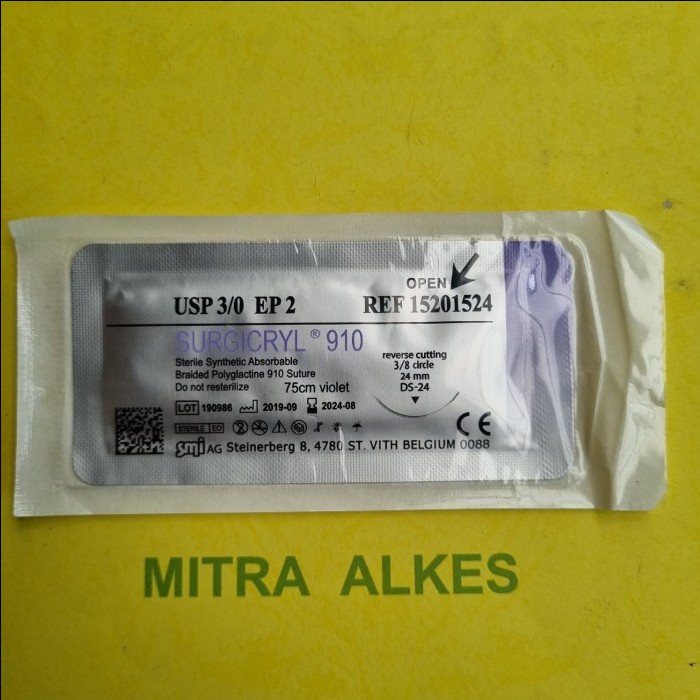 OPEN
USP 3/0 EP 2 REF 15201524
SURGICRYL® 910
Sterile Synthetic Absorbable
Braided Polyglactine 910 Suture
Do not resterilize 75cm violet
reverse cutting
3/8 circle
24 mm
DS-24
LOT 190986 2019-09 2024-08
STERILE EO 2
CE
0088
smi AG Steinerberg 8, 4780 ST. VITH BELGIUM
MITRA ALKES